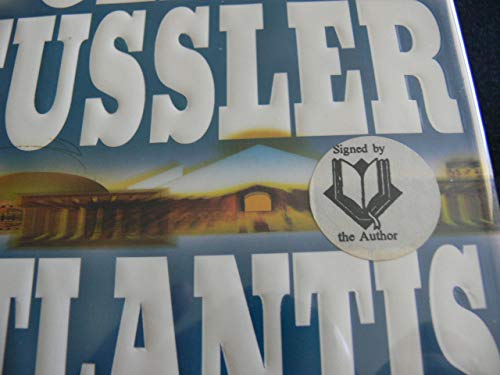 USSLER
Signed by
the Author
TLANTIS